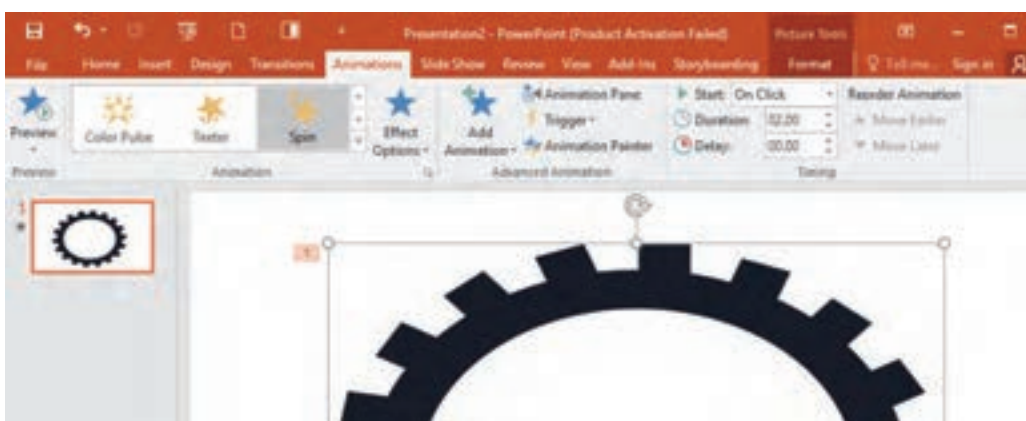 Presentation2 - PowerPoint (Product Activation Failed) Picture Tools
File Home Insert Design Transitions Animations Slide Show Review View Add-Ins Storyboarding Format Tell me... Sign in
Preview Color Pulse Teeter Spin Effect Options Add Animation Animation Pane Trigger Animation Painter Start: On Click Duration: 02.00 Delay: 00.00 Reorder Animation Move Earlier Move Later
Preview Animation Advanced Animation Timing
1
1